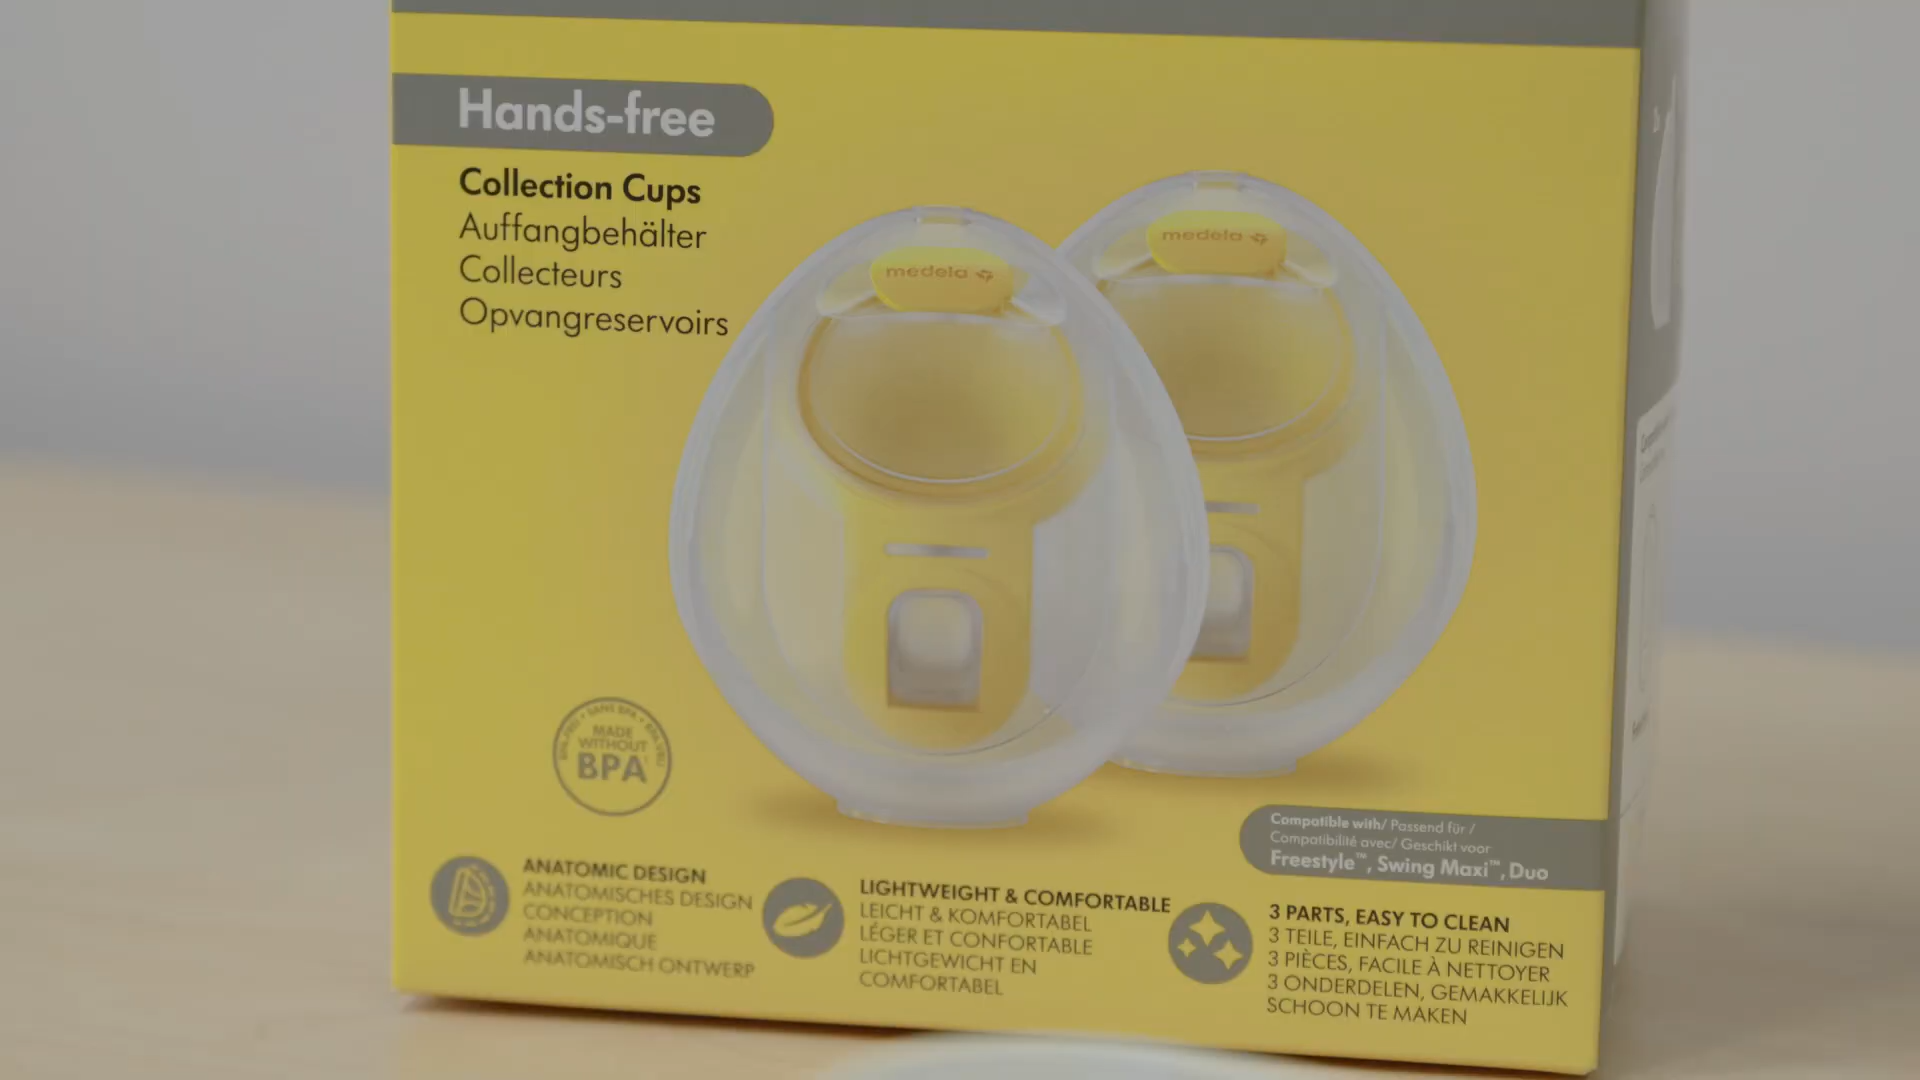 Hands-free
Collection Cups
Auffangbehälter
Collecteurs
Opvangreservoirs
medela
medela
SANS BPA
MADE
WITHOUT
BPA
Compatible with/ Passend für /
Compatibilité avec/ Geschikt voor
Freestyle™, Swing Maxi™, Duo
ANATOMIC DESIGN
ANATOMISCHES DESIGN
CONCEPTION
ANATOMIQUE
ANATOMISCH ONTWERP
LIGHTWEIGHT & COMFORTABLE
LEICHT & KOMFORTABEL
LÉGER ET CONFORTABLE
LICHTGEWICHT EN
COMFORTABEL
3 PARTS, EASY TO CLEAN
3 TEILE, EINFACH ZU REINIGEN
3 PIÈCES, FACILE À NETTOYER
3 ONDERDELEN, GEMAKKELIJK
SCHOON TE MAKEN